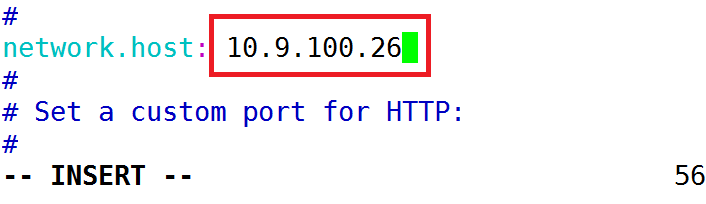 #
network.host: 10.9.100.26
#
# Set a custom port for HTTP:
#
-- INSERT -- 56